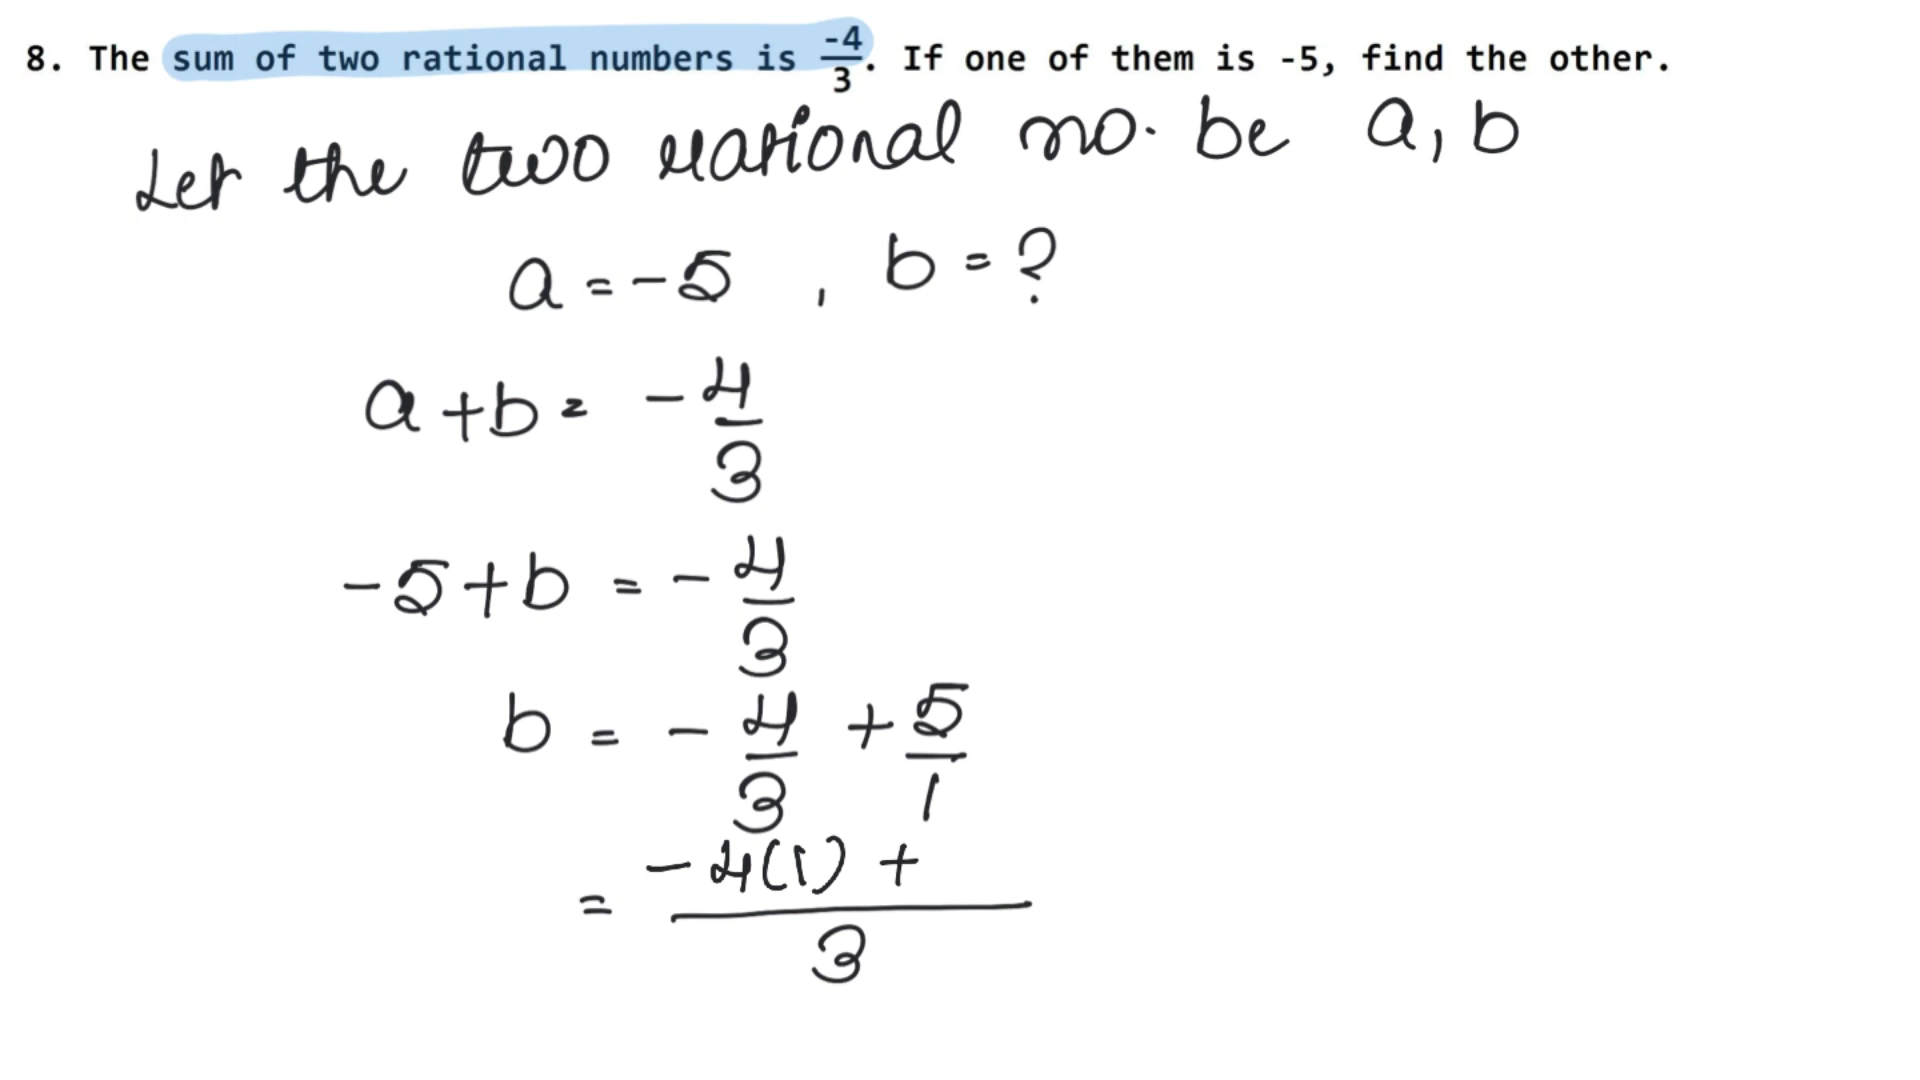 8. The sum of two rational numbers is -4/3. If one of them is -5, find the other.
Let the two rational no. be a, b
a = -5 , b = ?
a + b = - 4/3
-5 + b = - 4/3
b = - 4/3 + 5/1
= (-4(1) + )/3